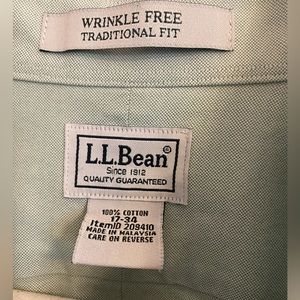 WRINKLE FREE
TRADITIONAL FIT
L.L.Bean®
Since 1912
QUALITY GUARANTEED
100% COTTON
17-34
ItemID 209410
MADE IN MALAYSIA
CARE ON REVERSE